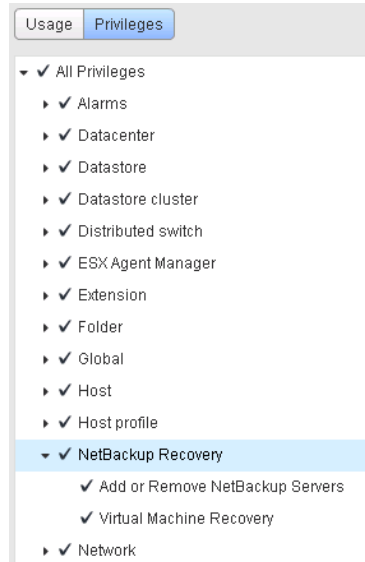 Usage Privileges
All Privileges
Alarms
Datacenter
Datastore
Datastore cluster
Distributed switch
ESX Agent Manager
Extension
Folder
Global
Host
Host profile
NetBackup Recovery
Add or Remove NetBackup Servers
Virtual Machine Recovery
Network